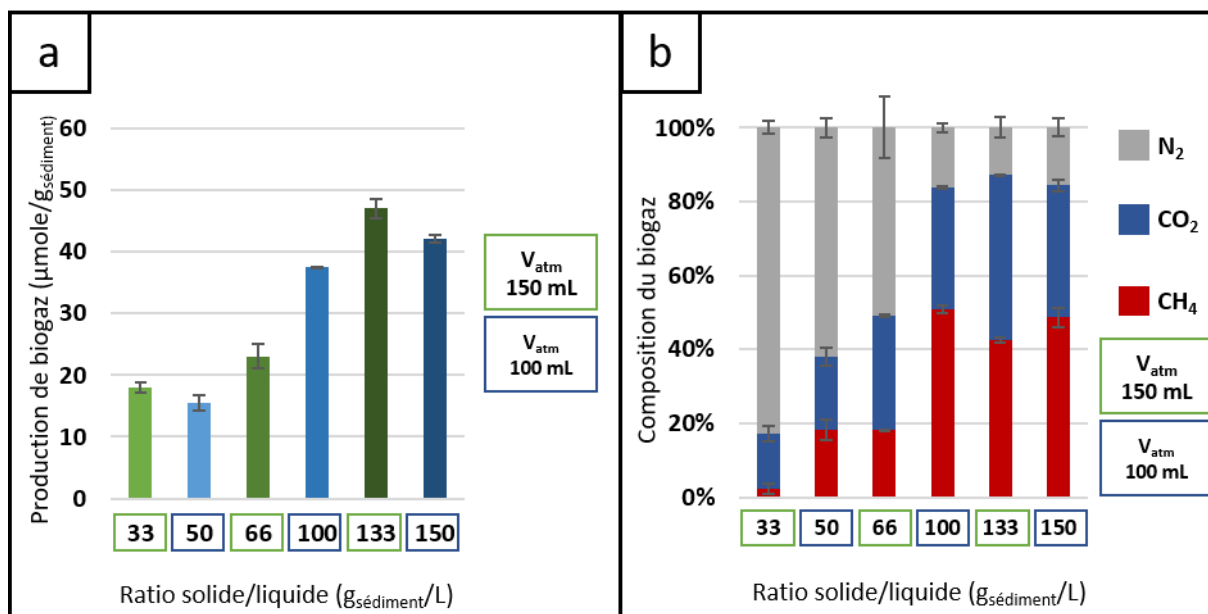 a
Production de biogaz (µmole/gsédiment)
60
50
40
30
20
10
0
33 50 66 100 133 150
Ratio solide/liquide (gsédiment/L)
Vatm
150 mL
Vatm
100 mL
b
Composition du biogaz
100%
80%
60%
40%
20%
0%
33 50 66 100 133 150
Ratio solide/liquide (gsédiment/L)
N2
CO2
CH4
Vatm
150 mL
Vatm
100 mL